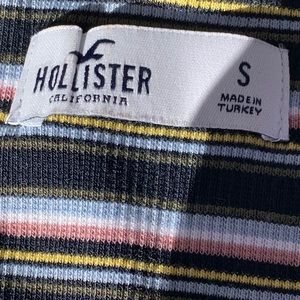 HOLLISTER
CALIFORNIA
S
MADE IN
TURKEY